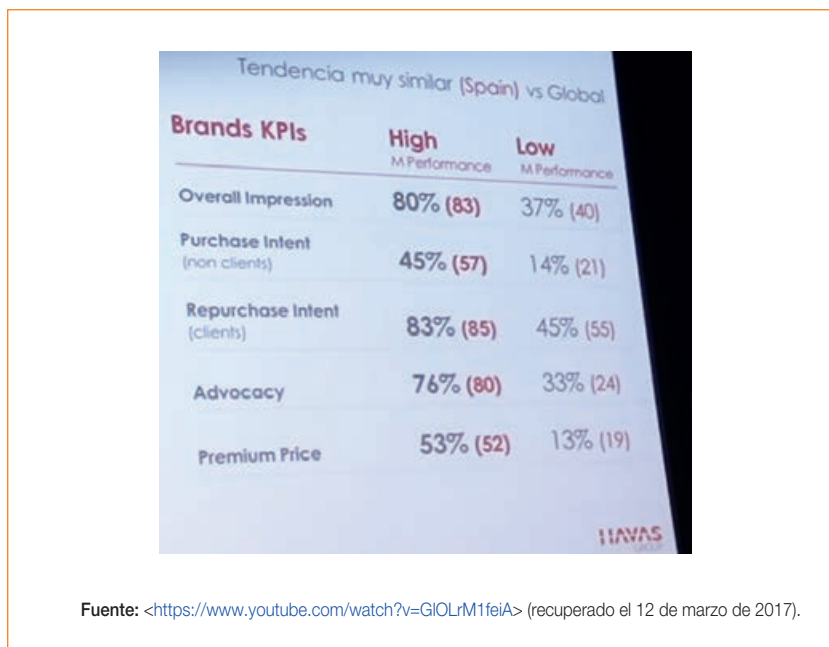 Tendencia muy similar (Spain) vs Global
Brands KPIs High Low
M Performance M Performance
Overall Impression 80% (83) 37% (40)
Purchase Intent
(non clients) 45% (57) 14% (21)
Repurchase Intent
(clients) 83% (85) 45% (55)
Advocacy 76% (80) 33% (24)
Premium Price 53% (52) 13% (19)
HAVAS
GROUP
Fuente: <https://www.youtube.com/watch?v=GlOLrM1feiA> (recuperado el 12 de marzo de 2017).